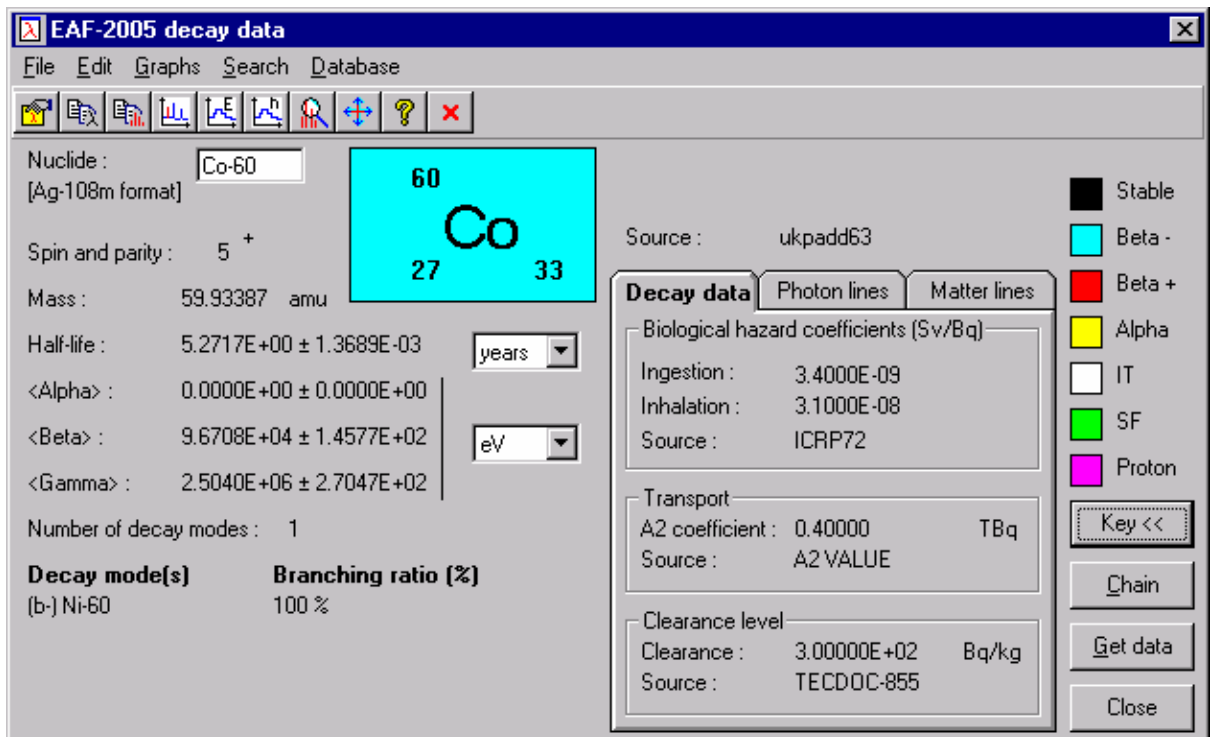 EAF-2005 decay data
File Edit Graphs Search Database
Nuclide : Co-60
[Ag-108m format]
60
Co
27 33
Spin and parity : 5 +
Mass : 59.93387 amu
Half-life : 5.2717E+00 ± 1.3689E-03 years
<Alpha> : 0.0000E+00 ± 0.0000E+00
<Beta> : 9.6708E+04 ± 1.4577E+02 eV
<Gamma> : 2.5040E+06 ± 2.7047E+02
Number of decay modes : 1
Decay mode(s) Branching ratio (%)
(b-) Ni-60 100 %
Source : ukpadd63
Decay data Photon lines Matter lines
Biological hazard coefficients (Sv/Bq)
Ingestion : 3.4000E-09
Inhalation : 3.1000E-08
Source : ICRP72
Transport
A2 coefficient : 0.40000 TBq
Source : A2 VALUE
Clearance level
Clearance : 3.00000E+02 Bq/kg
Source : TECDOC-855
Stable
Beta -
Beta +
Alpha
IT
SF
Proton
Key <<
Chain
Get data
Close